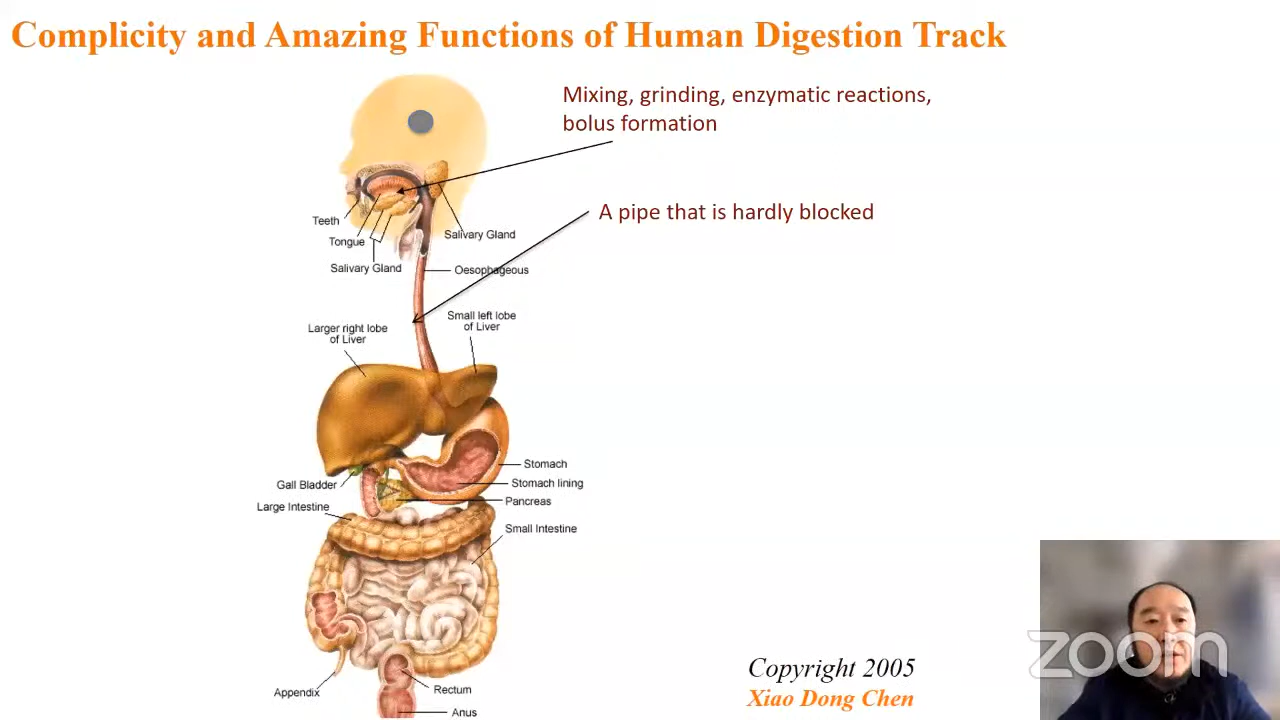 Complicity and Amazing Functions of Human Digestion Track
Mixing, grinding, enzymatic reactions,
bolus formation
A pipe that is hardly blocked
Teeth
Tongue
Salivary Gland
Salivary Gland
Oesophageous
Larger right lobe
of Liver
Small left lobe
of Liver
Stomach
Stomach lining
Gall Bladder
Pancreas
Large Intestine
Small Intestine
Appendix
Rectum
Anus
Copyright 2005
Xiao Dong Chen
zoom